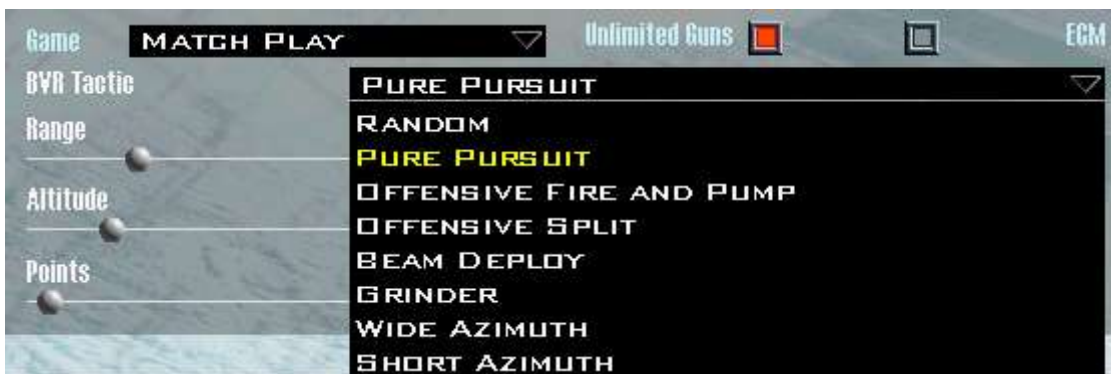 Game MATCH PLAY Unlimited Guns ECM
BVR Tactic PURE PURSUIT
RANDOM
Range
PURE PURSUIT
OFFENSIVE FIRE AND PUMP
Altitude
OFFENSIVE SPLIT
BEAM DEPLOY
Points
GRINDER
WIDE AZIMUTH
SHORT AZIMUTH